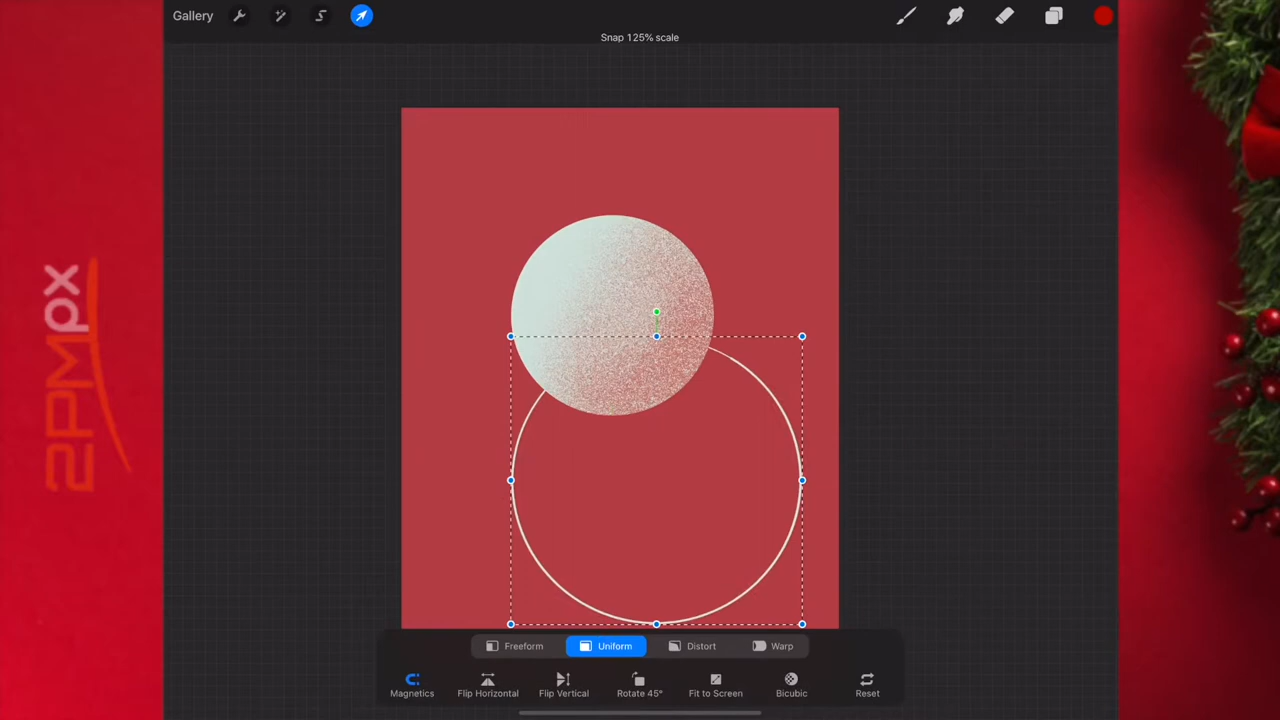 Gallery
Snap 125% scale
2PMpx
Freeform
Uniform
Distort
Warp
Magnetics
Flip Horizontal
Flip Vertical
Rotate 45°
Fit to Screen
Bicubic
Reset